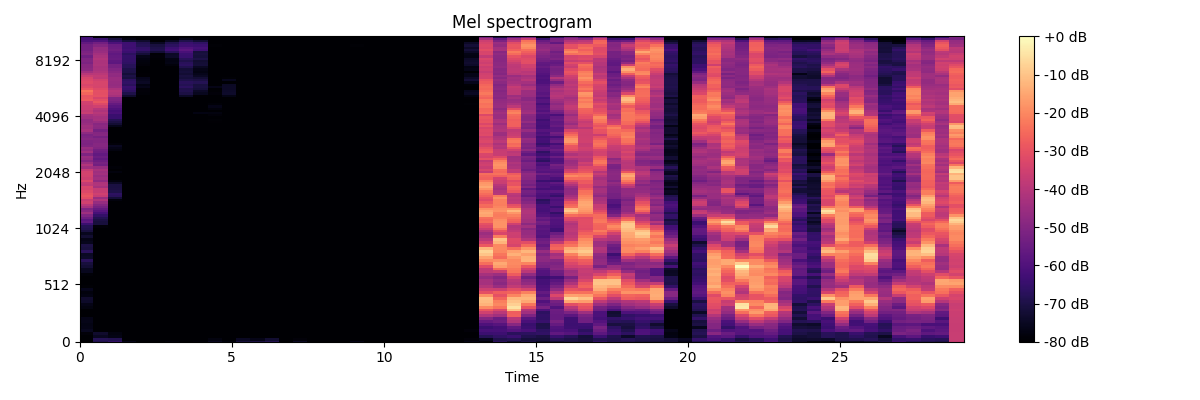 Mel spectrogram
8192
4096
2048
1024
512
0
Hz
0 5 10 15 20 25
Time
+0 dB
-10 dB
-20 dB
-30 dB
-40 dB
-50 dB
-60 dB
-70 dB
-80 dB